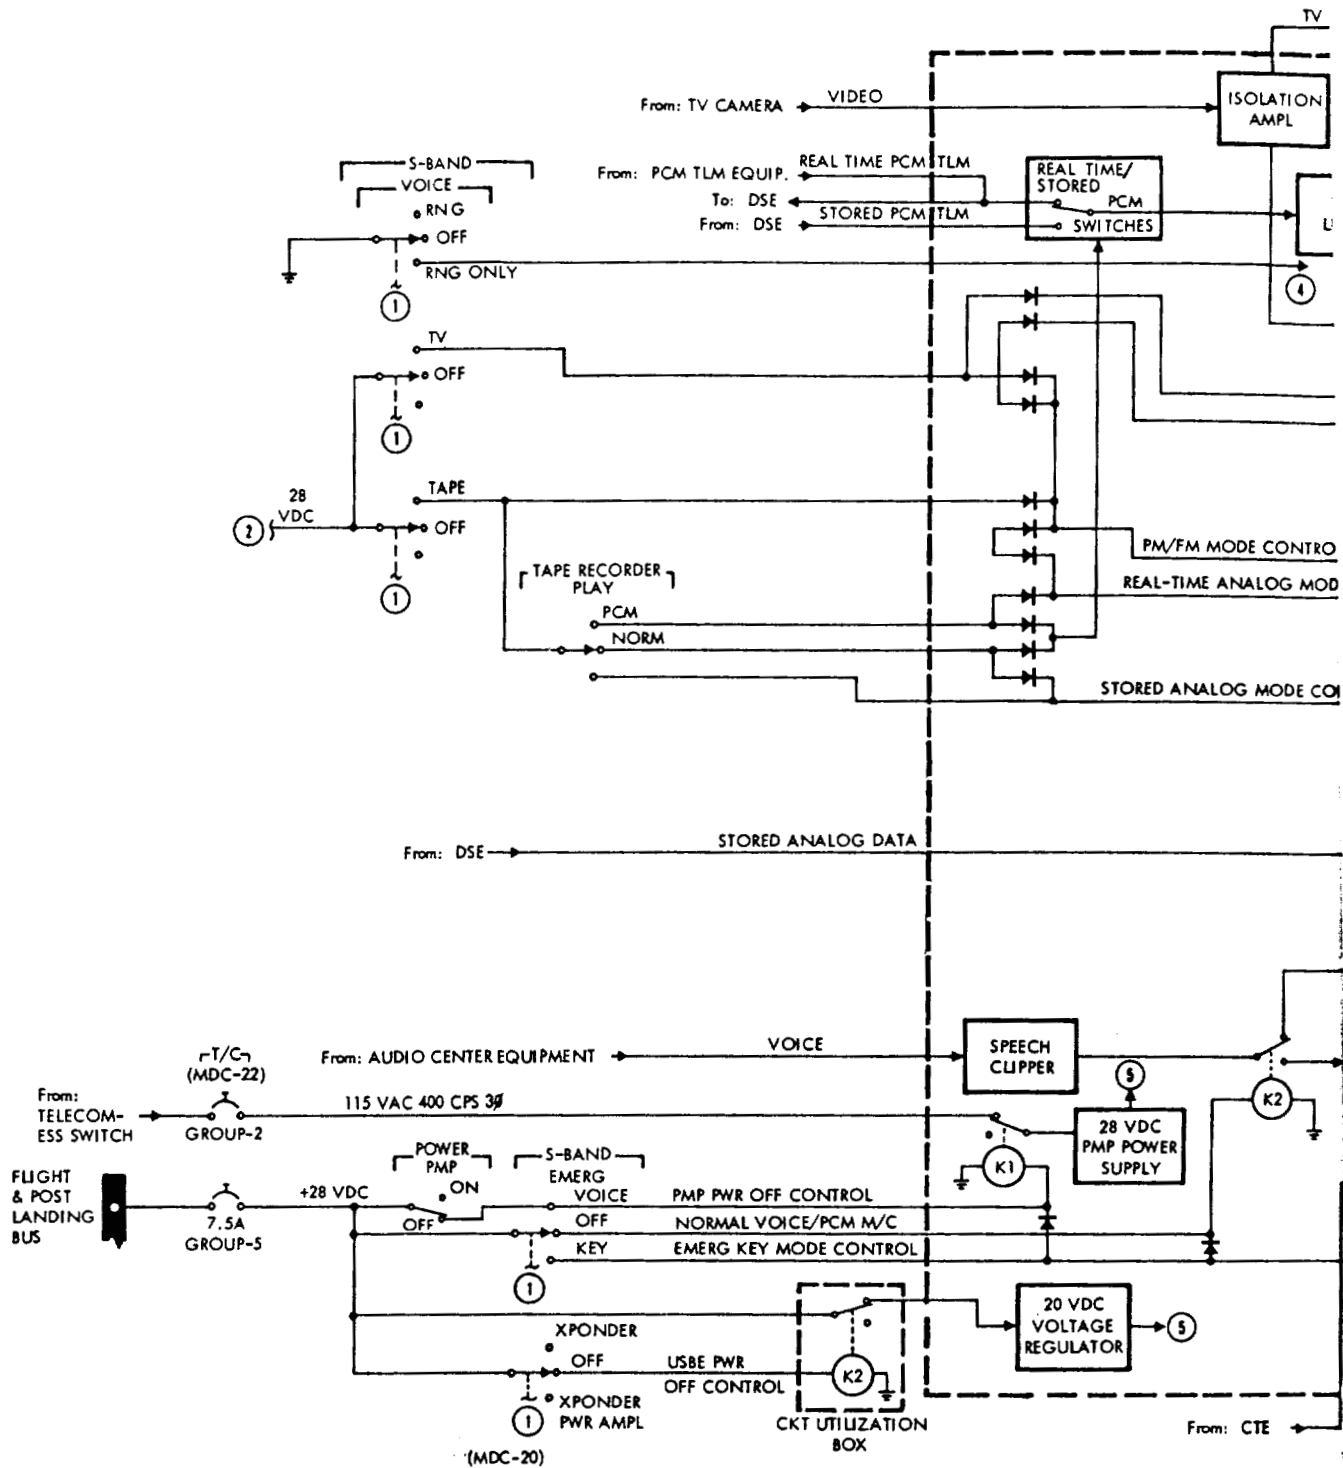 TV
From: TV CAMERA
VIDEO
ISOLATION
AMPL
S-BAND
VOICE
RNG
OFF
RNG ONLY
1
From: PCM TLM EQUIP.
REAL TIME PCM TLM
To: DSE
From: DSE
STORED PCM TLM
REAL TIME/
STORED
PCM
SWITCHES
4
TV
OFF
1
2
28
VDC
TAPE
OFF
1
TAPE RECORDER
PLAY
PCM
NORM
PM/FM MODE CONTRO
REAL-TIME ANALOG MOD
STORED ANALOG MODE CO
From: DSE
STORED ANALOG DATA
T/C
(MDC-22)
From: AUDIO CENTER EQUIPMENT
VOICE
SPEECH
CLIPPER
5
K2
From:
TELECOM-
ESS SWITCH
GROUP-2
115 VAC 400 CPS 3Ø
28 VDC
PMP POWER
SUPPLY
K1
FLIGHT
& POST
LANDING
BUS
7.5A
GROUP-5
+28 VDC
POWER
PMP
ON
OFF
S-BAND
EMERG
VOICE
OFF
KEY
1
PMP PWR OFF CONTROL
NORMAL VOICE/PCM M/C
EMERG KEY MODE CONTROL
XPONDER
OFF
XPONDER
PWR AMPL
1
(MDC-20)
USBE PWR
OFF CONTROL
K2
CKT UTILIZATION
BOX
20 VDC
VOLTAGE
REGULATOR
5
From: CTE